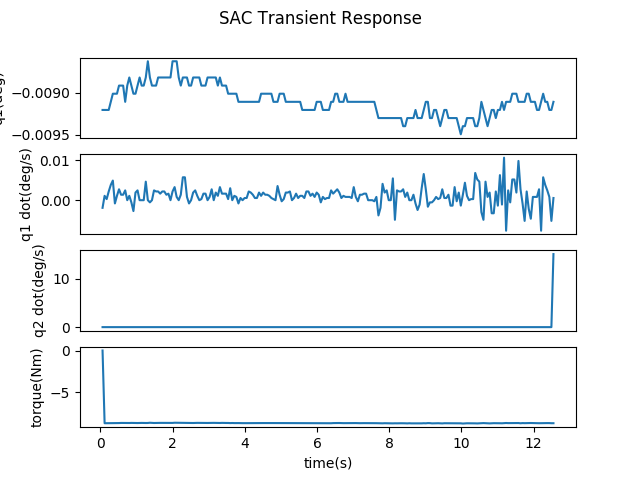 SAC Transient Response
−0.0090
−0.0095
0.01
0.00
q1 dot(deg/s)
10
0
q2 dot(deg/s)
0
−5
torque(Nm)
0 2 4 6 8 10 12
time(s)